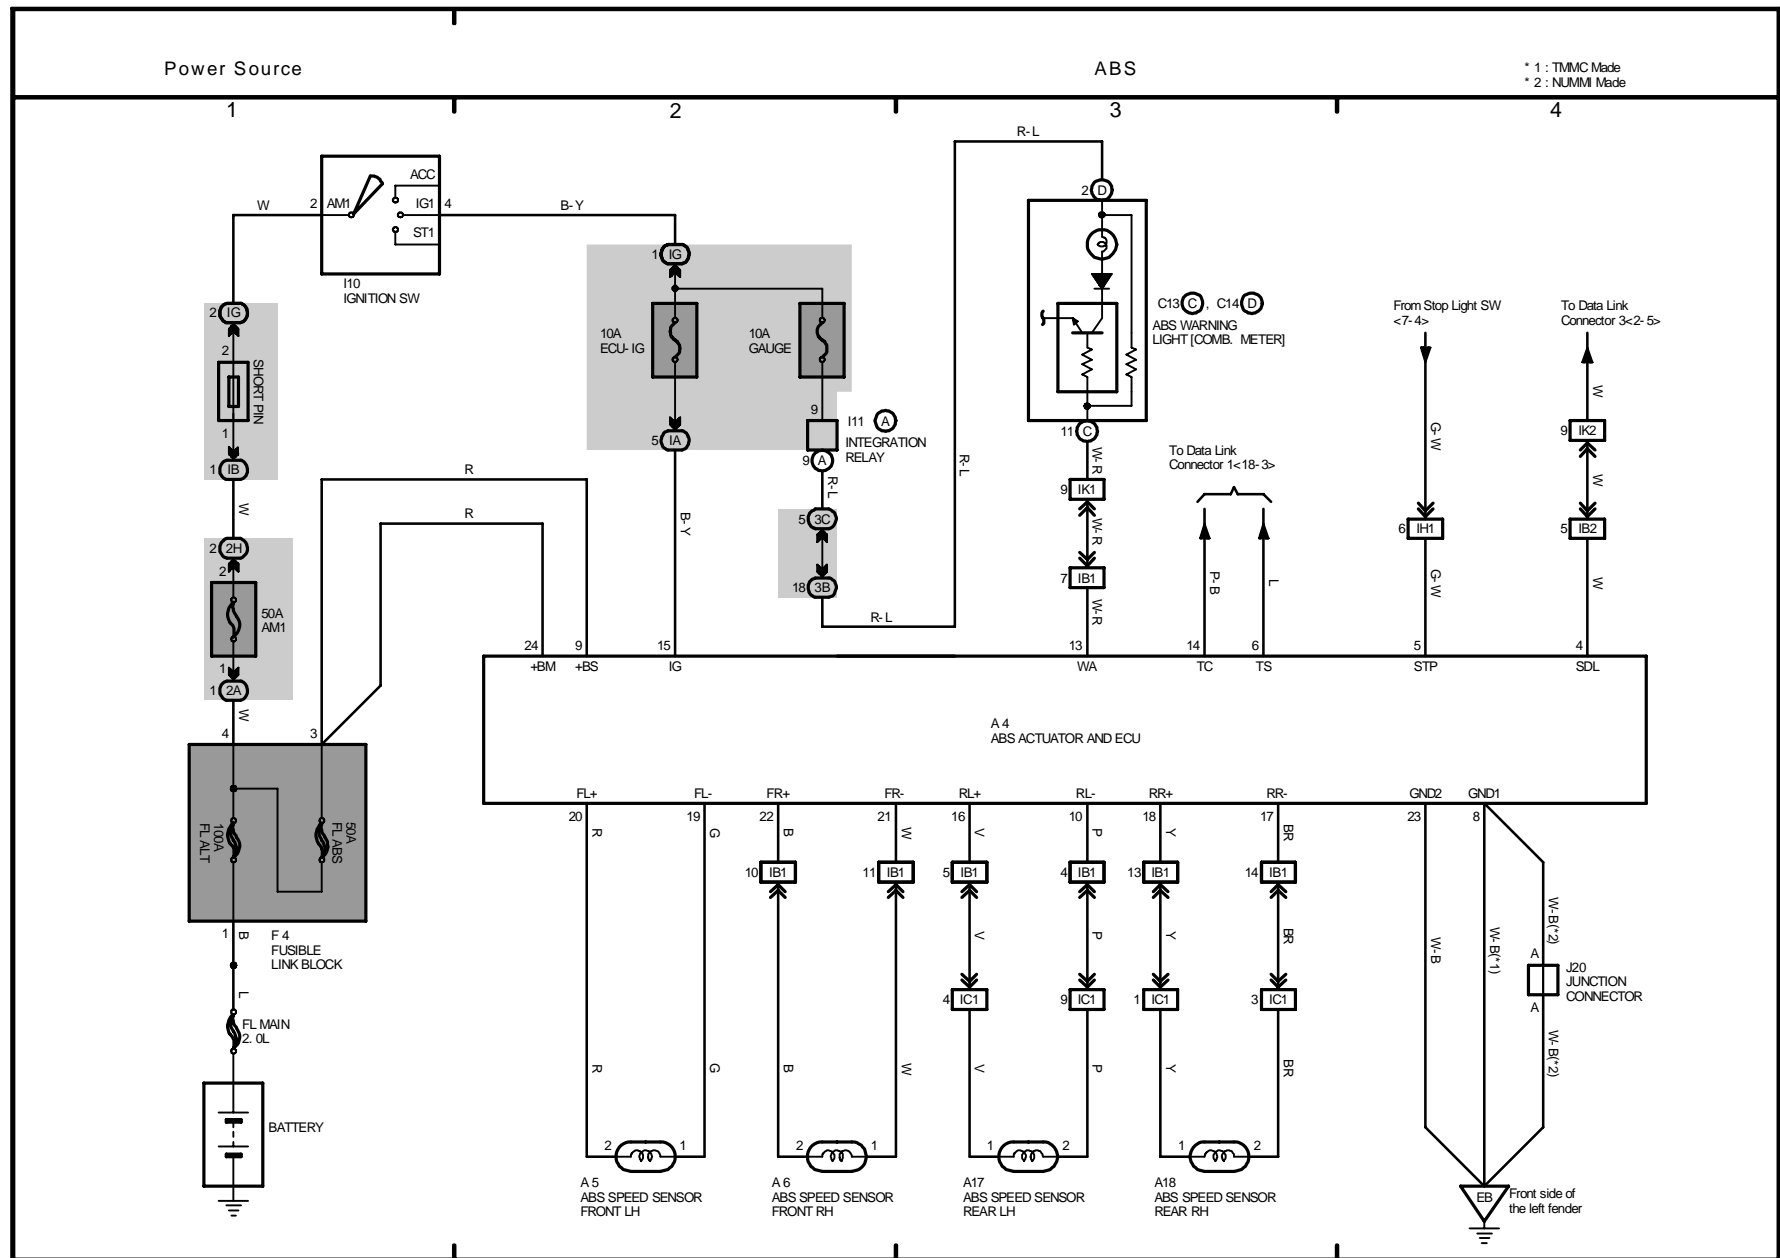 Power Source
ABS
* 1 : TMMC Made
* 2 : NUMMI Made
1
2
3
4
R-L
ACC
W
2
AM1
IG1
4
B-Y
ST1
2
D
I10
IGNITION SW
1
IG
2
IG
2
SHORT PIN
1
1
IB
10A
ECU-IG
10A
GAUGE
C13
C
, C14
D
ABS WARNING
LIGHT [COMB. METER]
From Stop Light SW
<7-4>
To Data Link
Connector 3<2-5>
9
I11
A
INTEGRATION
RELAY
5
IA
9
A
11
C
To Data Link
Connector 1<18-3>
R
R
W
B-Y
R-L
R-L
W-R
9
IK1
W-R
G-W
W
9
IK2
W
5
3C
6
IH1
5
IB2
2
2H
2
50A
AM1
1
1
2A
W
18
3B
R-L
7
IB1
W-R
P-B
L
G-W
W
24
9
15
13
14
6
5
4
+BM
+BS
IG
WA
TC
TS
STP
SDL
4
3
A 4
ABS ACTUATOR AND ECU
FL+
FL-
FR+
FR-
RL+
RL-
RR+
RR-
GND2
GND1
20
19
22
21
16
10
18
17
23
8
100A
FL ALT
50A
FL ABS
R
G
B
W
V
P
Y
BR
10
IB1
11
IB1
5
IB1
4
IB1
13
IB1
14
IB1
1
B
F 4
FUSIBLE
LINK BLOCK
V
P
Y
BR
W-B
W-B(*1)
W-B(*2)
A
J20
JUNCTION
CONNECTOR
A
4
IC1
9
IC1
1
IC1
3
IC1
L
FL MAIN
2. 0L
R
G
B
W
V
P
Y
BR
W-B(*2)
BATTERY
2
1
2
1
1
2
1
2
A 5
ABS SPEED SENSOR
FRONT LH
A 6
ABS SPEED SENSOR
FRONT RH
A17
ABS SPEED SENSOR
REAR LH
A18
ABS SPEED SENSOR
REAR RH
EB
Front side of
the left fender